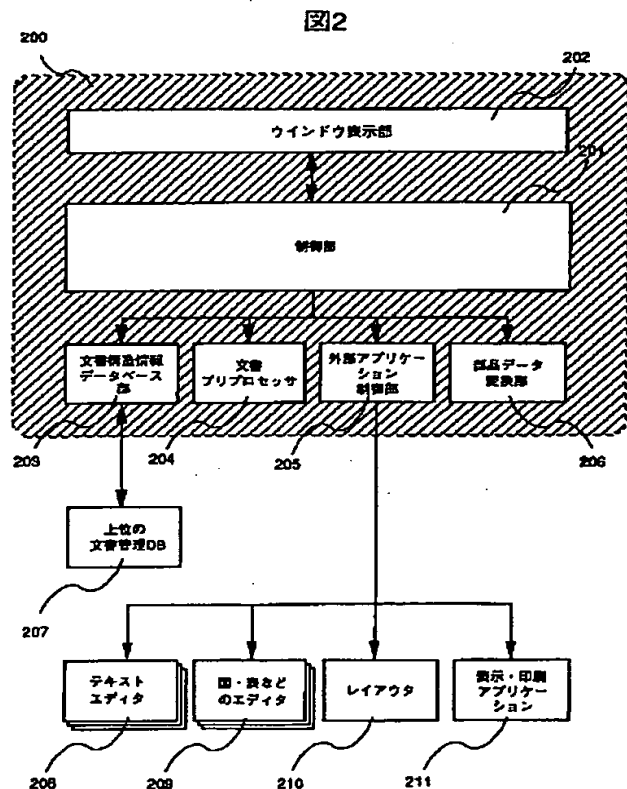 図2
200
202
ウインドウ表示部
201
制御部
文書構造情報
データベース
部
文書
プリプロセッサ
外部アプリケー
ション
制御部
部品データ
変換部
203
204
205
206
上位の
文書管理DB
207
テキスト
エディタ
図・表など
のエディタ
レイアウタ
表示・印刷
アプリケー
ション
208
209
210
211